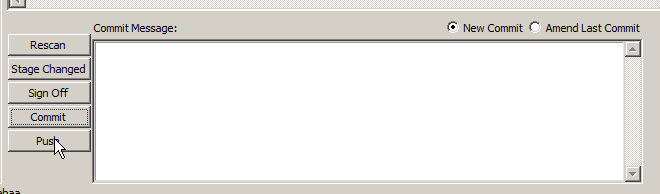 Commit Message:
New Commit
Amend Last Commit
Rescan
Stage Changed
Sign Off
Commit
Push